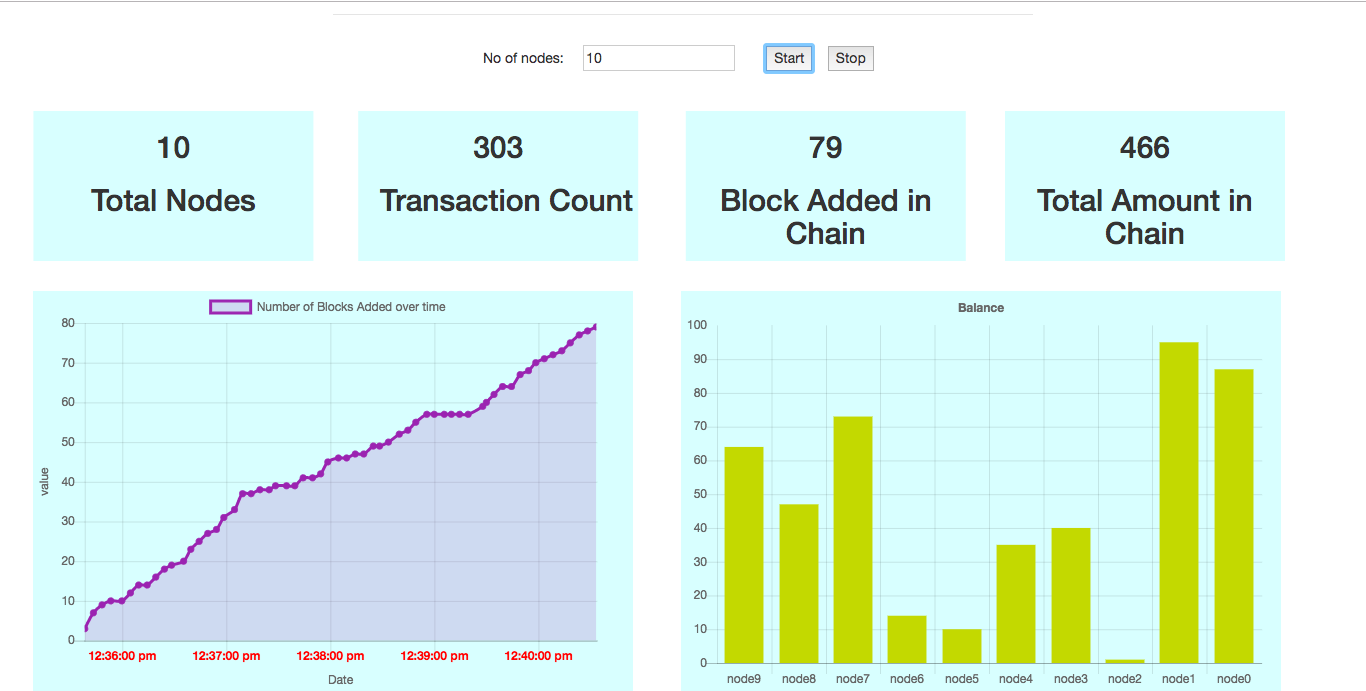 No of nodes: 10 Start Stop
10
Total Nodes
303
Transaction Count
79
Block Added in
Chain
466
Total Amount in
Chain
Number of Blocks Added over time
80
70
60
50
40
30
20
10
0
value
12:36:00 pm 12:37:00 pm 12:38:00 pm 12:39:00 pm 12:40:00 pm
Date
Balance
100
90
80
70
60
50
40
30
20
10
0
node9 node8 node7 node6 node5 node4 node3 node2 node1 node0